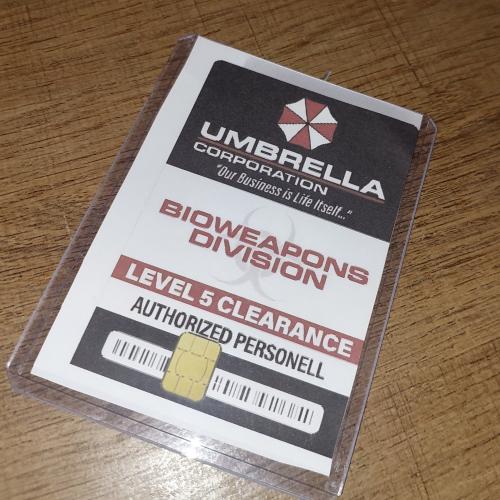 UMBRELLA
CORPORATION
"Our Business is Life Itself..."
BIOWEAPONS
DIVISION
LEVEL 5 CLEARANCE
AUTHORIZED PERSONELL